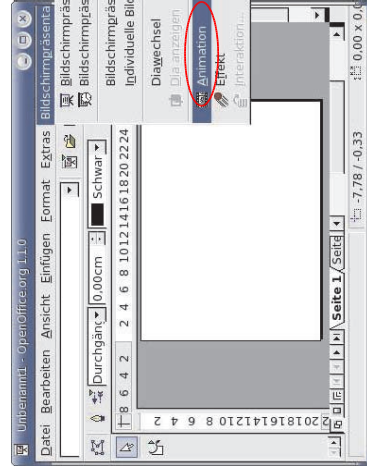 Unbenannt1 - OpenOffice.org 1.1.0
Datei Bearbeiten Ansicht Einfügen Format Extras Bildschirmpräsenta
Bildschirmpräs
Bildschirmpräs
Bildschirmpräs
Individuelle Bild
Diawechsel
Dia anzeigen
Animation
Effekt
Interaktion...
Durchgäng 0,00cm Schwar
8 6 4 2 2 4 6 8 10 12 14 16 18 20 22 24
2 4 6 8 10 12 14 16 18 20 2
Seite 1 Seite
-7,78 / -0,33 0,00 x 0,0